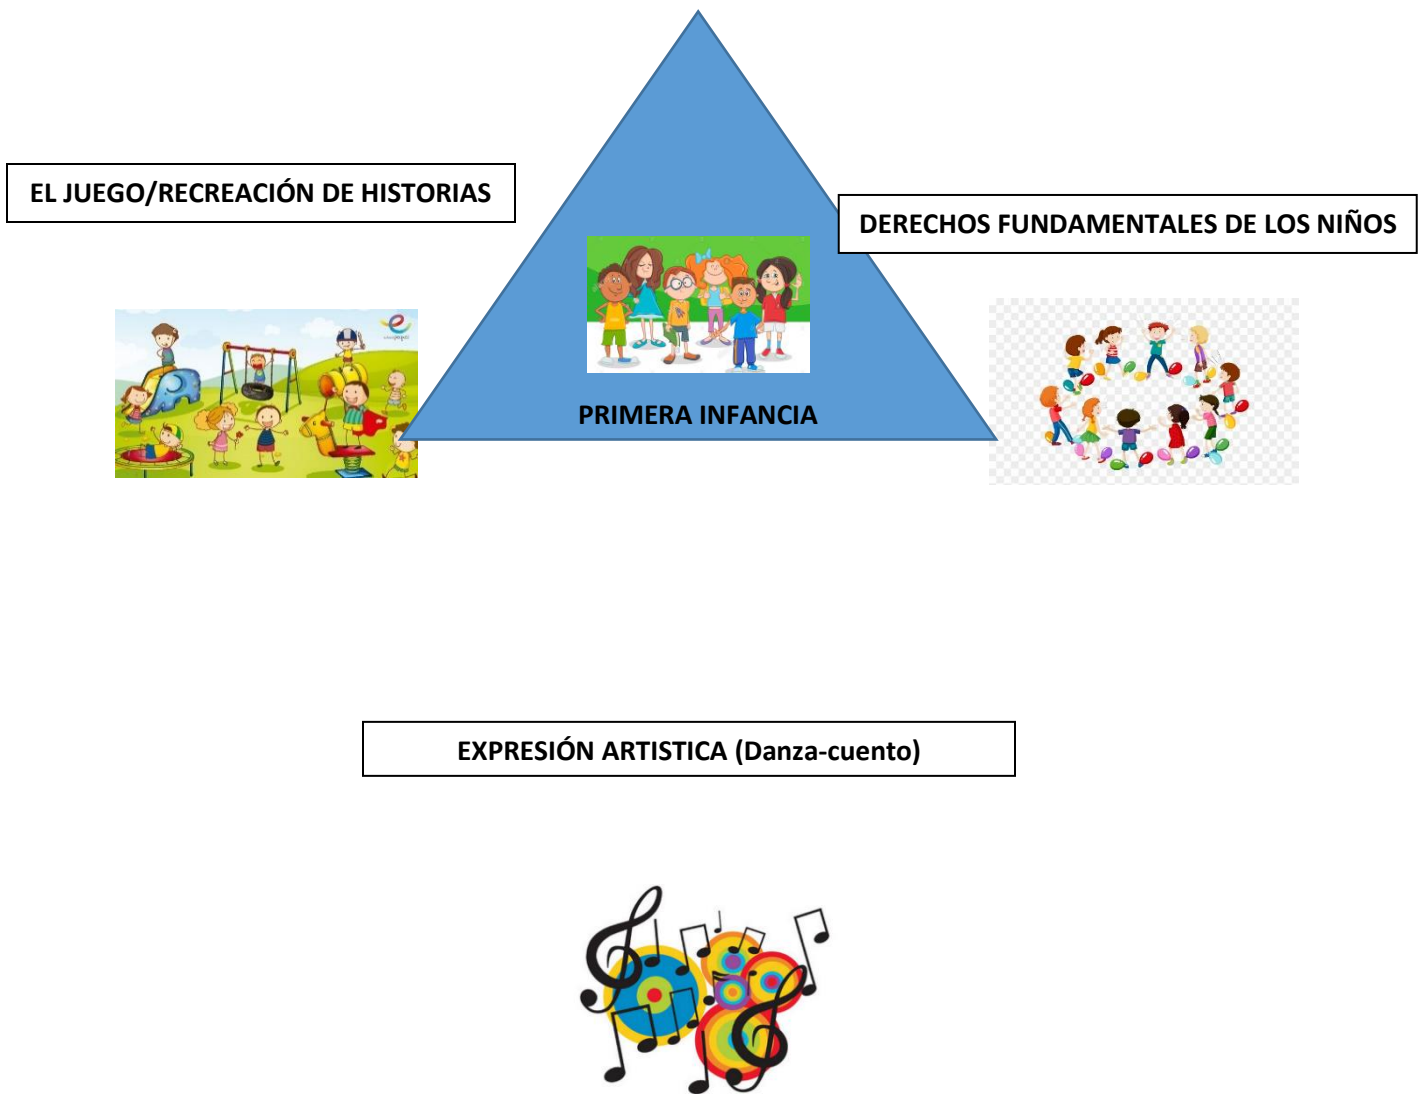 EL JUEGO/RECREACIÓN DE HISTORIAS
DERECHOS FUNDAMENTALES DE LOS NIÑOS
PRIMERA INFANCIA
EXPRESIÓN ARTISTICA (Danza-cuento)